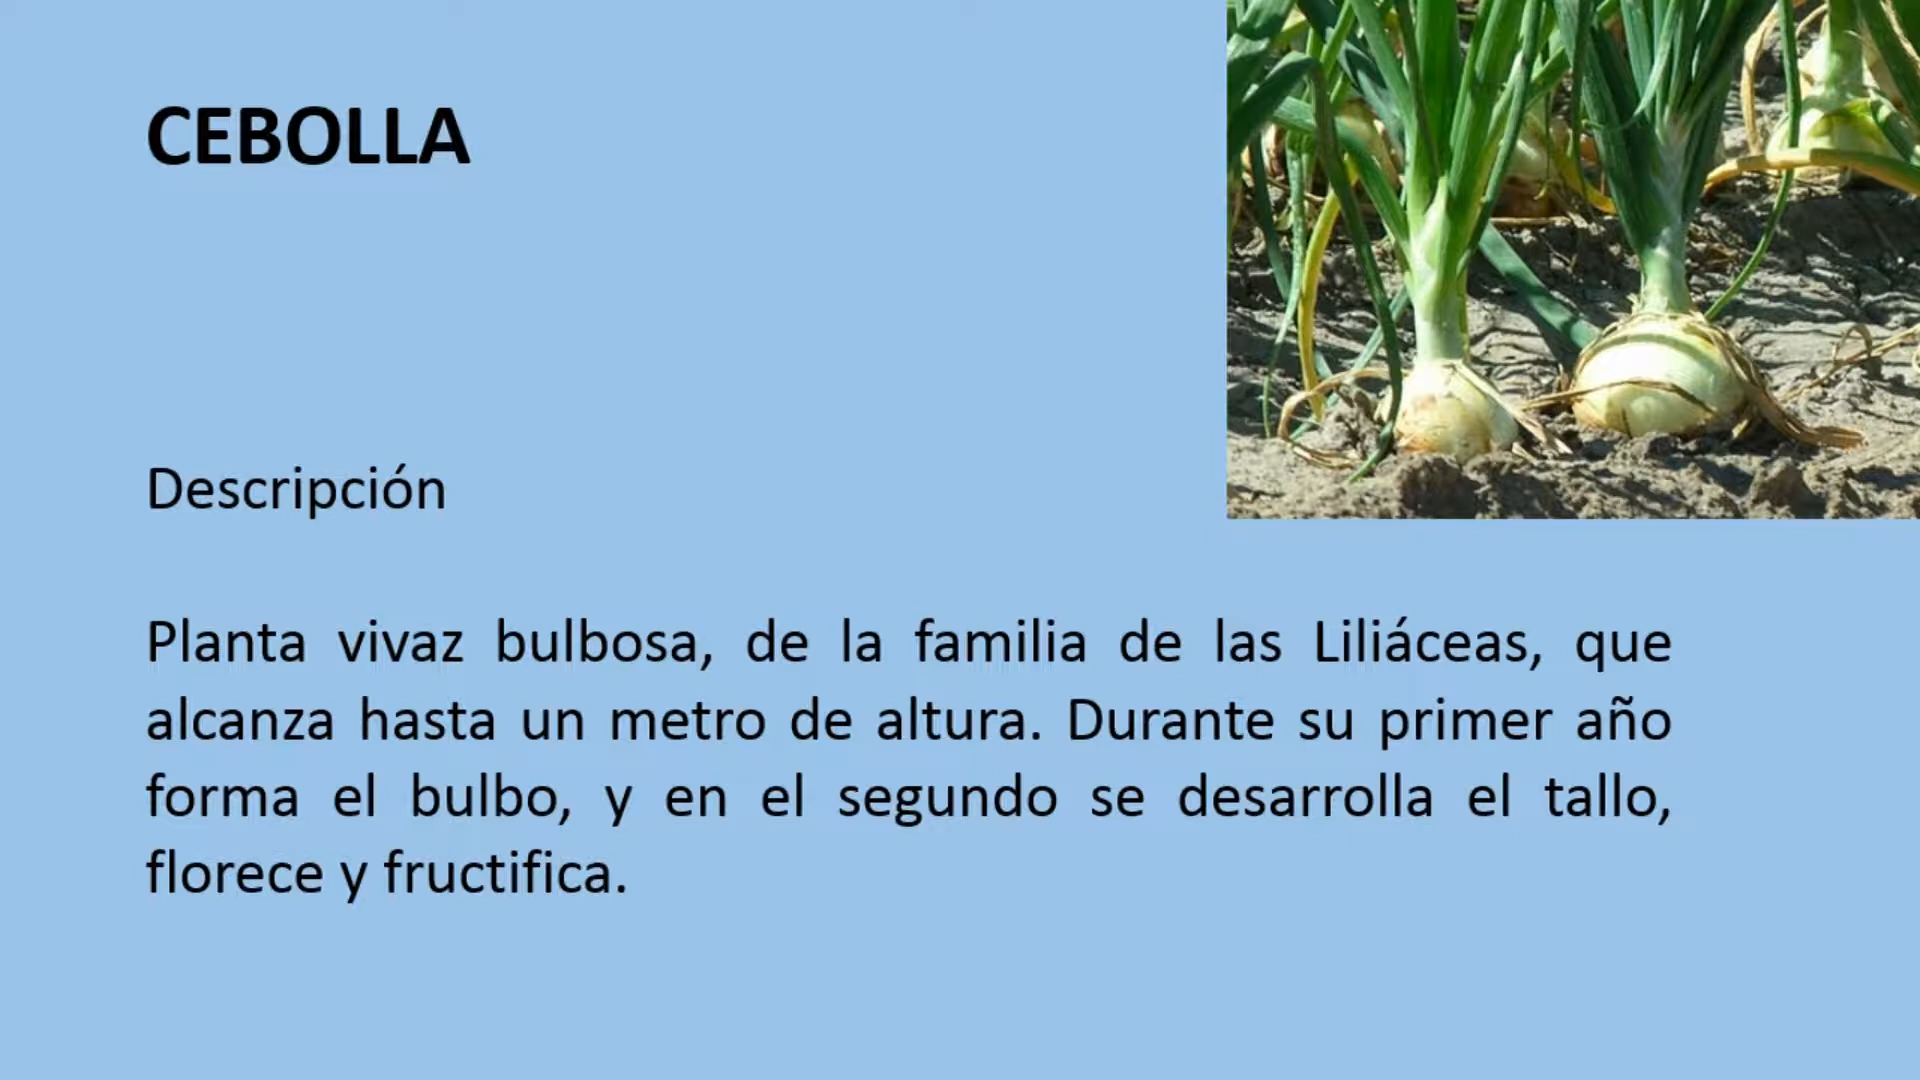 CEBOLLA
Descripción
Planta vivaz bulbosa, de la familia de las Liliáceas, que
alcanza hasta un metro de altura. Durante su primer año
forma el bulbo, y en el segundo se desarrolla el tallo,
florece y fructifica.